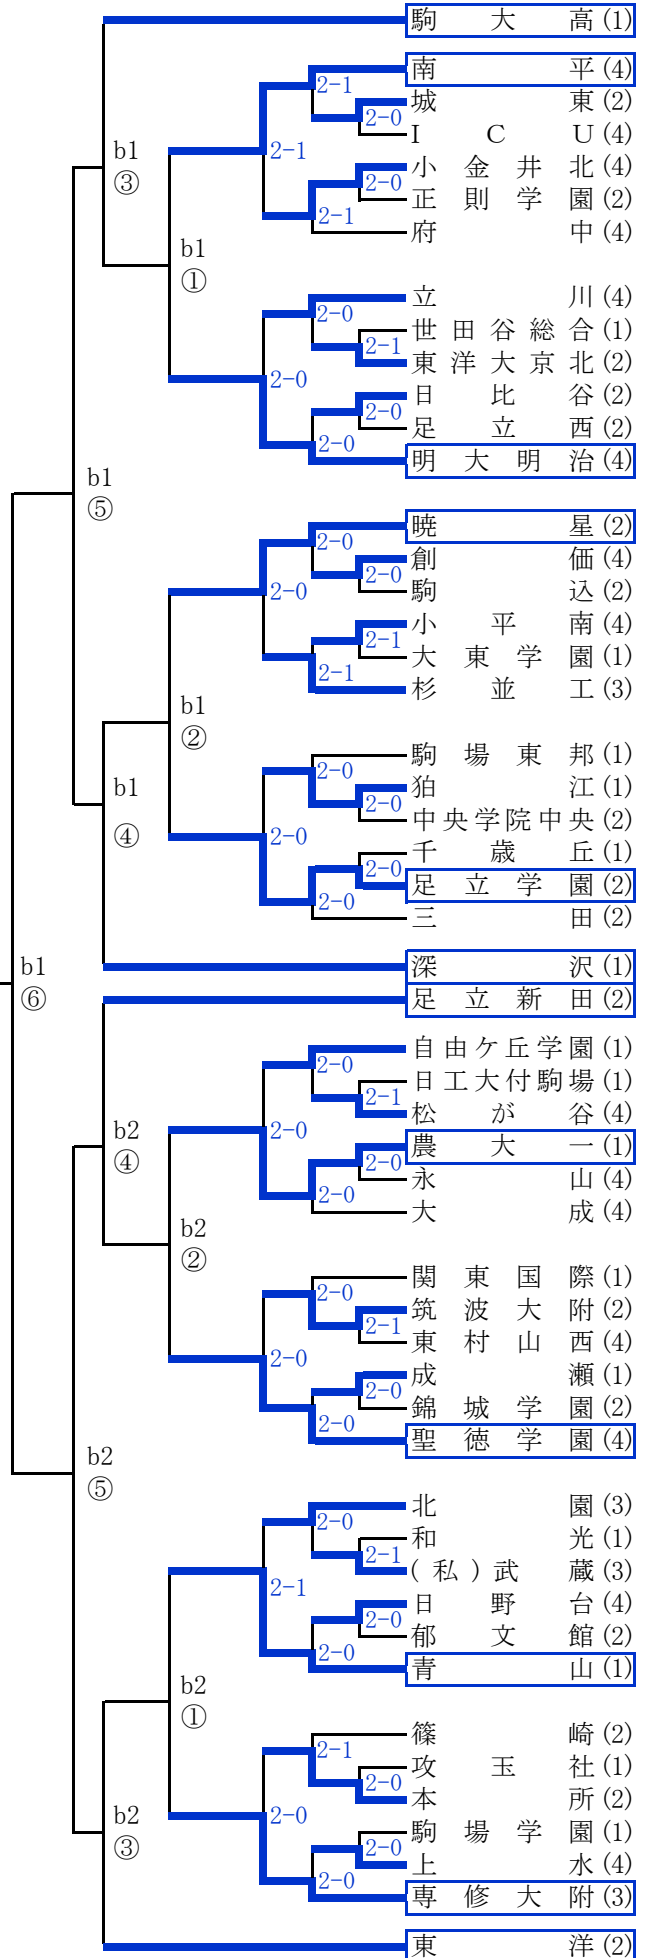 駒大高(1)
南平(4)
2-1
城東(2)
2-0
ICU(4)
b1
③
2-1
小金井北(4)
2-0
正則学園(2)
2-1
府中(4)
b1
①
立川(4)
2-0
世田谷総合(1)
2-1
東洋大京北(2)
2-0
日比谷(2)
2-0
足立西(2)
2-0
明大明治(4)
b1
⑤
暁星(2)
2-0
創価(4)
2-0
駒込(2)
2-0
小平南(4)
2-1
大東学園(1)
2-1
杉並工(3)
b1
②
駒場東邦(1)
2-0
狛江(1)
2-0
中央学院中央(2)
b1
④
2-0
千歳丘(1)
2-0
足立学園(2)
2-0
三田(2)
深沢(1)
b1
⑥
足立新田(2)
自由ケ丘学園(1)
2-0
日工大付駒場(1)
2-1
松が谷(4)
b2
④
2-0
農大一(1)
2-0
永山(4)
2-0
大成(4)
b2
②
関東国際(1)
2-0
筑波大附(2)
2-1
東村山西(4)
2-0
成瀬(1)
2-0
錦城学園(2)
2-0
聖徳学園(4)
b2
⑤
北園(3)
2-0
和光(1)
2-1
(私)武蔵(3)
2-1
日野台(4)
2-0
郁文館(2)
2-0
青山(1)
b2
①
篠崎(2)
2-1
攻玉社(1)
2-0
本所(2)
b2
③
2-0
駒場学園(1)
2-0
上水(4)
2-0
専修大附(3)
東洋(2)